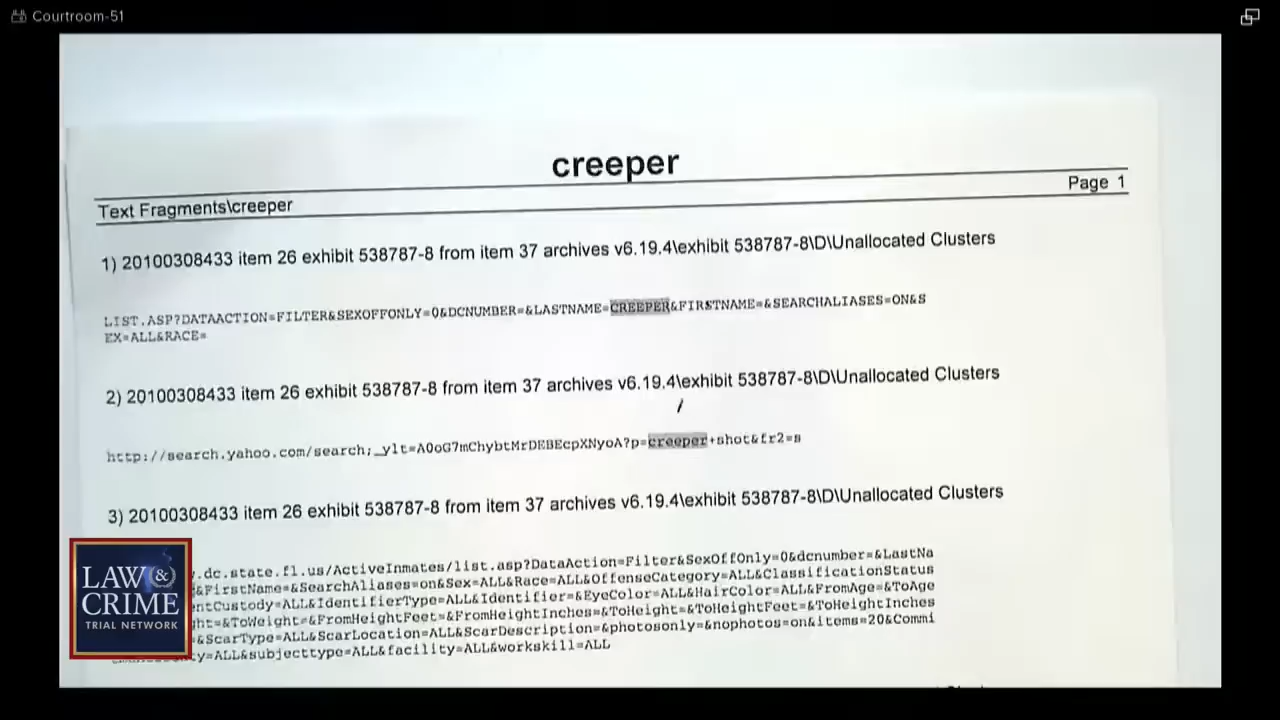 Courtroom-51
creeper
Page 1
Text Fragments\creeper
1) 20100308433 item 26 exhibit 538787-8 from item 37 archives v6.19.4\exhibit 538787-8\D\Unallocated Clusters
LIST.ASP?DATAACTION=FILTER&SEXOFFONLY=0&DCNUMBER=&LASTNAME=CREEPER&FIRSTNAME=&SEARCHALIASES=ON&S
EX=ALL&RACE=
2) 20100308433 item 26 exhibit 538787-8 from item 37 archives v6.19.4\exhibit 538787-8\D\Unallocated Clusters
http://search.yahoo.com/search;_ylt=A0oG7mChybtMrDEBEcpXNyoA?p=creeper+shot&fr2=s
3) 20100308433 item 26 exhibit 538787-8 from item 37 archives v6.19.4\exhibit 538787-8\D\Unallocated Clusters
.dc.state.fl.us/ActiveInmates/list.asp?DataAction=Filter&SexOffOnly=0&dcnumber=&LastNa
&FirstName=&SearchAliases=on&Sex=ALL&Race=ALL&OffenseCategory=ALL&ClassificationStatus
ntCustody=ALL&IdentifierType=ALL&Identifier=&EyeColor=ALL&HairColor=ALL&FromAge=&ToAge
ht=&ToWeight=&FromHeightFeet=&FromHeightInches=&ToHeight=&ToHeightFeet=&ToHeightInches
&ScarType=ALL&ScarLocation=ALL&ScarDescription=&photosonly=&nophotos=on&items=20&Commi
y=ALL&subjecttype=ALL&facility=ALL&workskill=ALL
LAW &
CRIME
TRIAL NETWORK